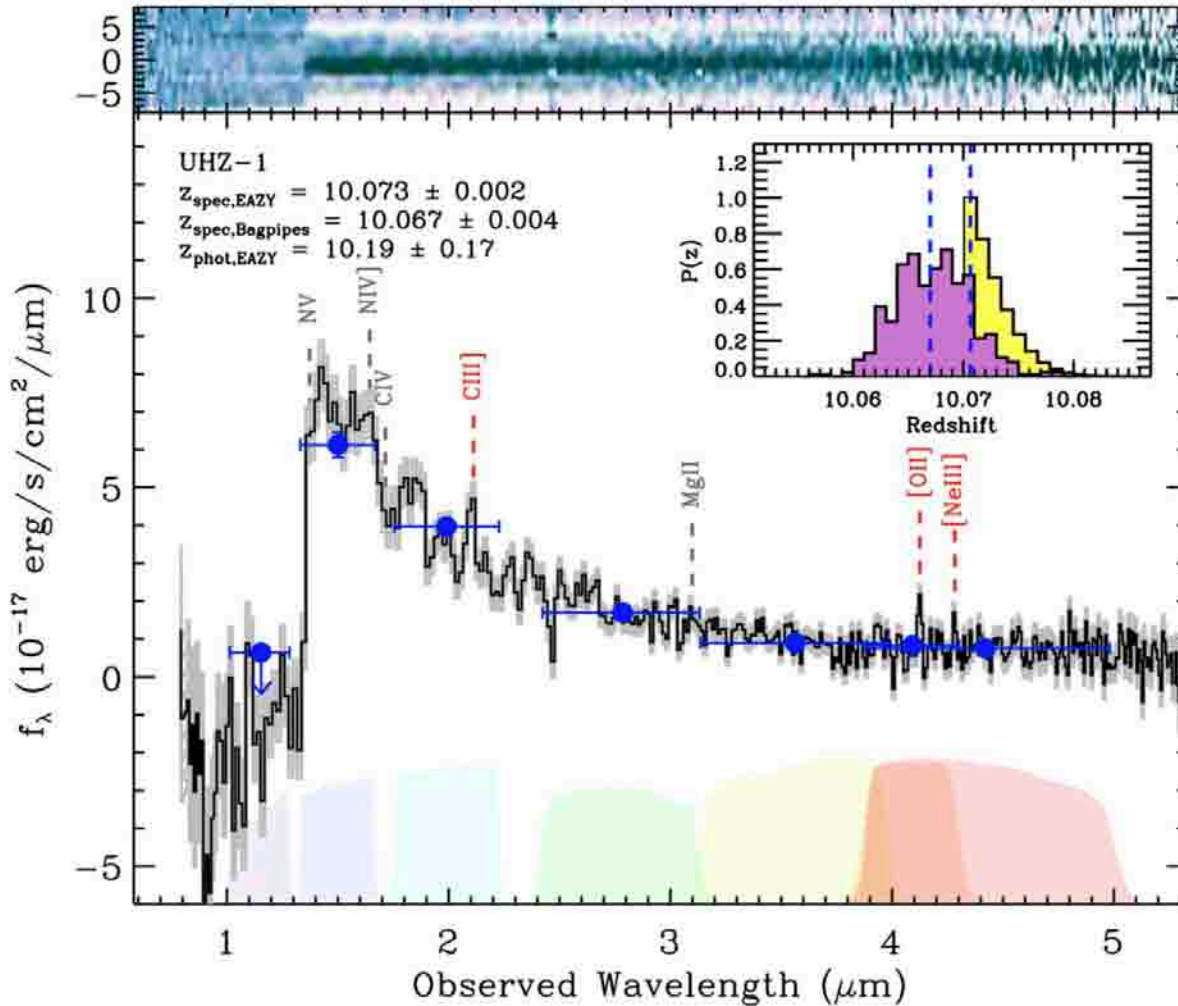 5
0
-5
UHZ-1
z_spec,EAZY = 10.073 ± 0.002
z_spec,Bagpipes = 10.067 ± 0.004
z_phot,EAZY = 10.19 ± 0.17
1.2
1.0
0.8
0.6
0.4
0.2
0.0
P(z)
10.06 10.07 10.08
Redshift
NV
NIV]
CIV
CIII]
MgII
[OII]
[NeIII]
10
5
0
-5
f_λ (10^-17 erg/s/cm²/μm)
1 2 3 4 5
Observed Wavelength (μm)